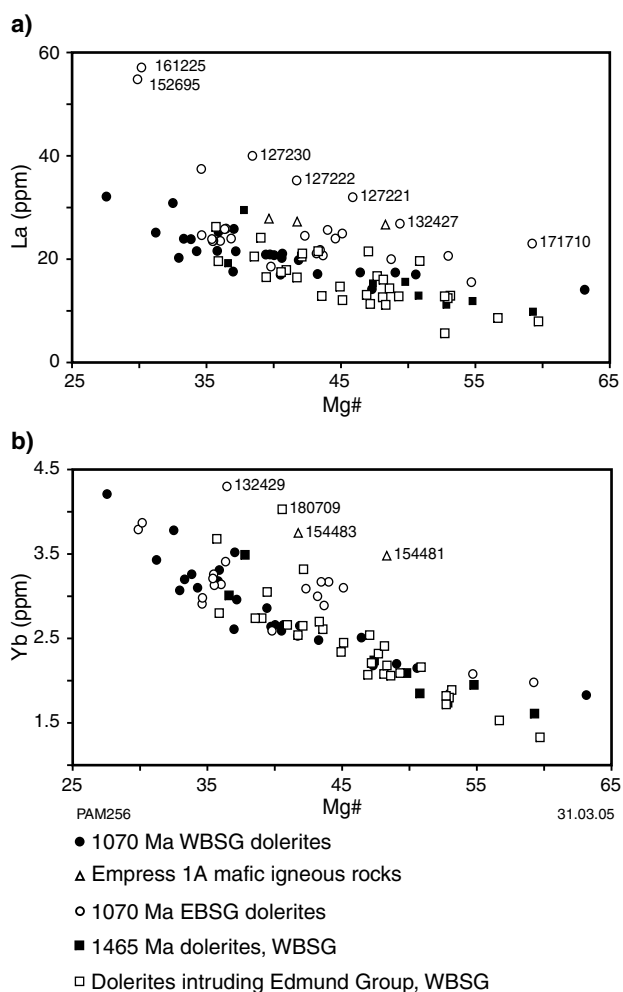 a)
60
161225
152695
40
127230
127222
127221
132427
171710
20
0
La (ppm)
25 35 45 55 65
Mg#
b)
4.5
132429
180709
154483
154481
3.5
2.5
1.5
Yb (ppm)
25 35 45 55 65
Mg#
PAM256 31.03.05
1070 Ma WBSG dolerites
Empress 1A mafic igneous rocks
1070 Ma EBSG dolerites
1465 Ma dolerites, WBSG
Dolerites intruding Edmund Group, WBSG